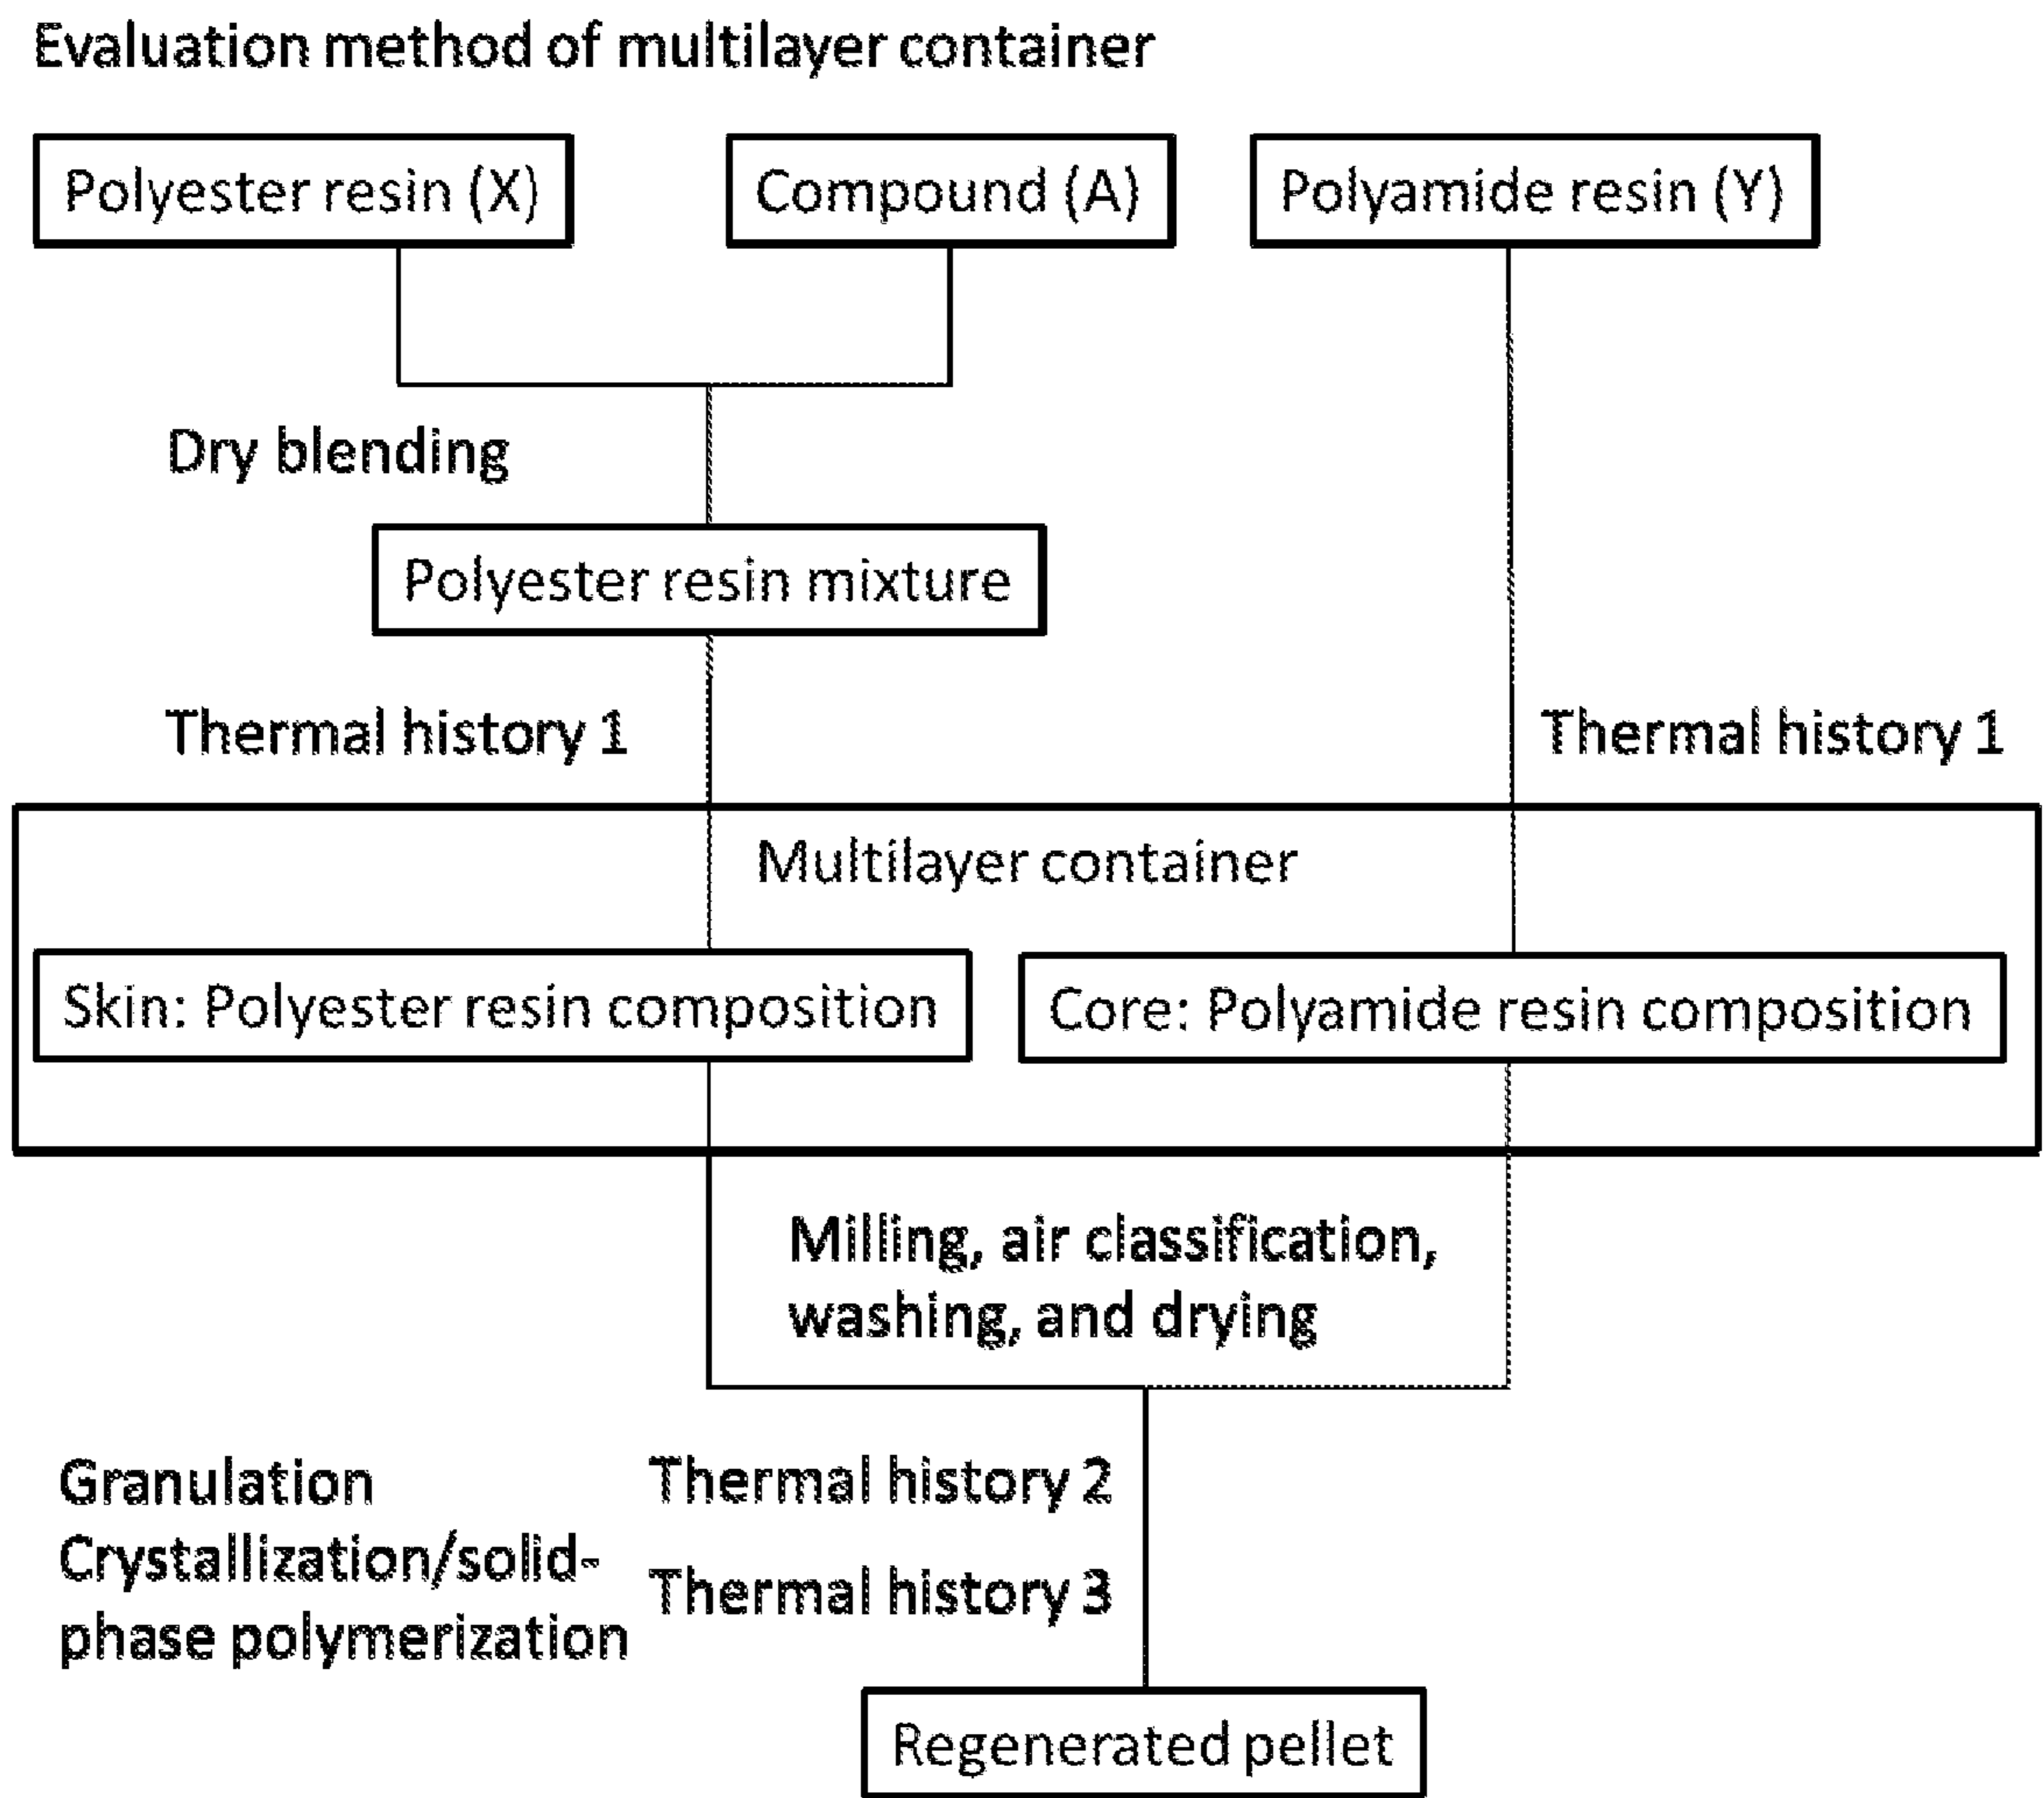 Evaluation method of multilayer container
Polyester resin (X)
Compound (A)
Polyamide resin (Y)
Dry blending
Polyester resin mixture
Thermal history 1
Thermal history 1
Multilayer container
Skin: Polyester resin composition
Core: Polyamide resin composition
Milling, air classification,
washing, and drying
Granulation
Thermal history 2
Crystallization/solid-
phase polymerization
Thermal history 3
Regenerated pellet